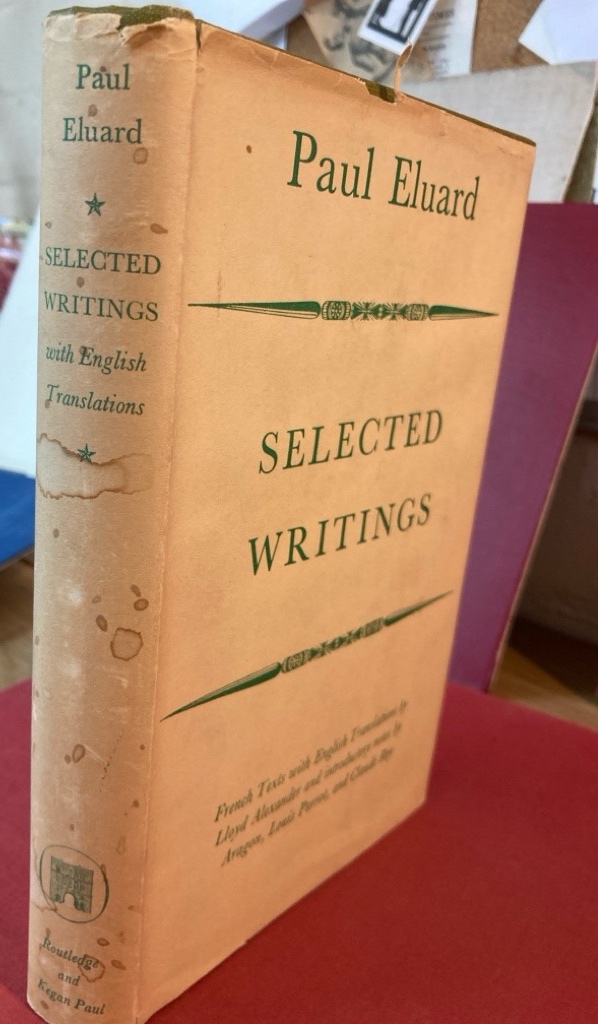 Paul
Eluard
SELECTED
WRITINGS
with English
Translations
Routledge
and
Kegan Paul
Paul Eluard
SELECTED
WRITINGS
French Texts with English Translations by
Lloyd Alexander and introductory notes by
Aragon, Louis Parrot, and Claude Roy